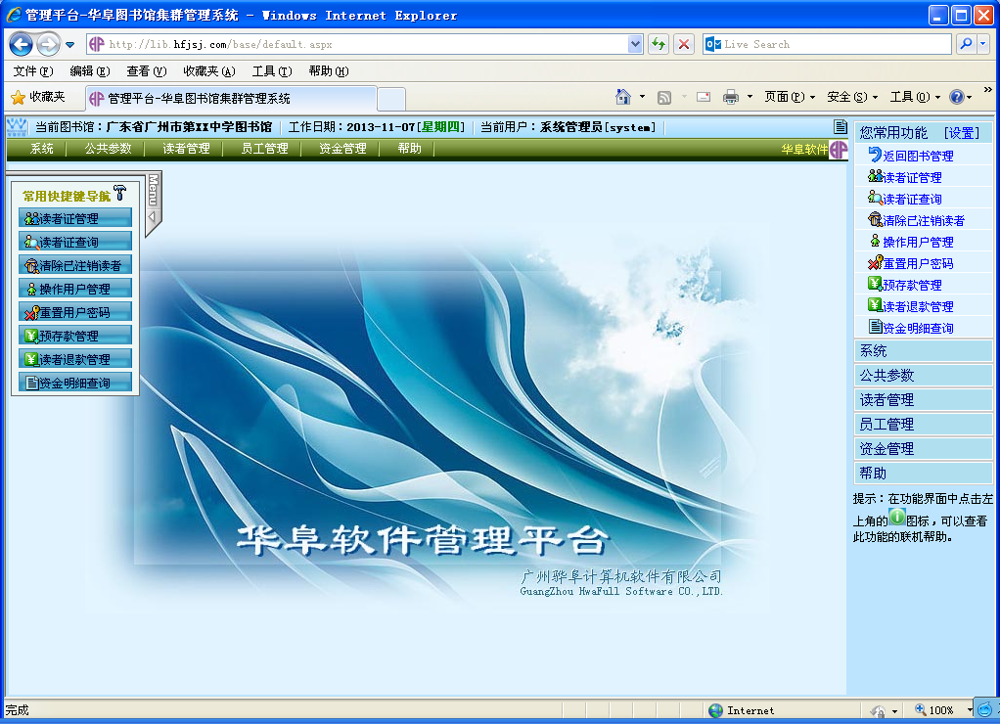 管理平台-华阜图书馆集群管理系统 - Windows Internet Explorer
http://lib.hfjsj.com/base/default.aspx
Live Search
文件(F) 编辑(E) 查看(V) 收藏夹(A) 工具(T) 帮助(H)
收藏夹
管理平台-华阜图书馆集群管理系统
页面(P) 安全(S) 工具(O)
当前图书馆：广东省广州市第XX中学图书馆 工作日期：2013-11-07[星期四] 当前用户：系统管理员[system]
系统 公共参数 读者管理 员工管理 资金管理 帮助 华阜软件
常用快捷键导航
Menu
读者证管理
读者证查询
清除已注销读者
操作用户管理
重置用户密码
预存款管理
读者退款管理
资金明细查询
华阜软件管理平台
广州骅阜计算机软件有限公司
GuangZhou HwaFull Software CO.,LTD.
您常用功能 [设置]
返回图书管理
读者证管理
读者证查询
清除已注销读者
操作用户管理
重置用户密码
预存款管理
读者退款管理
资金明细查询
系统
公共参数
读者管理
员工管理
资金管理
帮助
提示：在功能界面中点击左
上角的图标，可以查看
此功能的联机帮助。
完成
Internet
100%